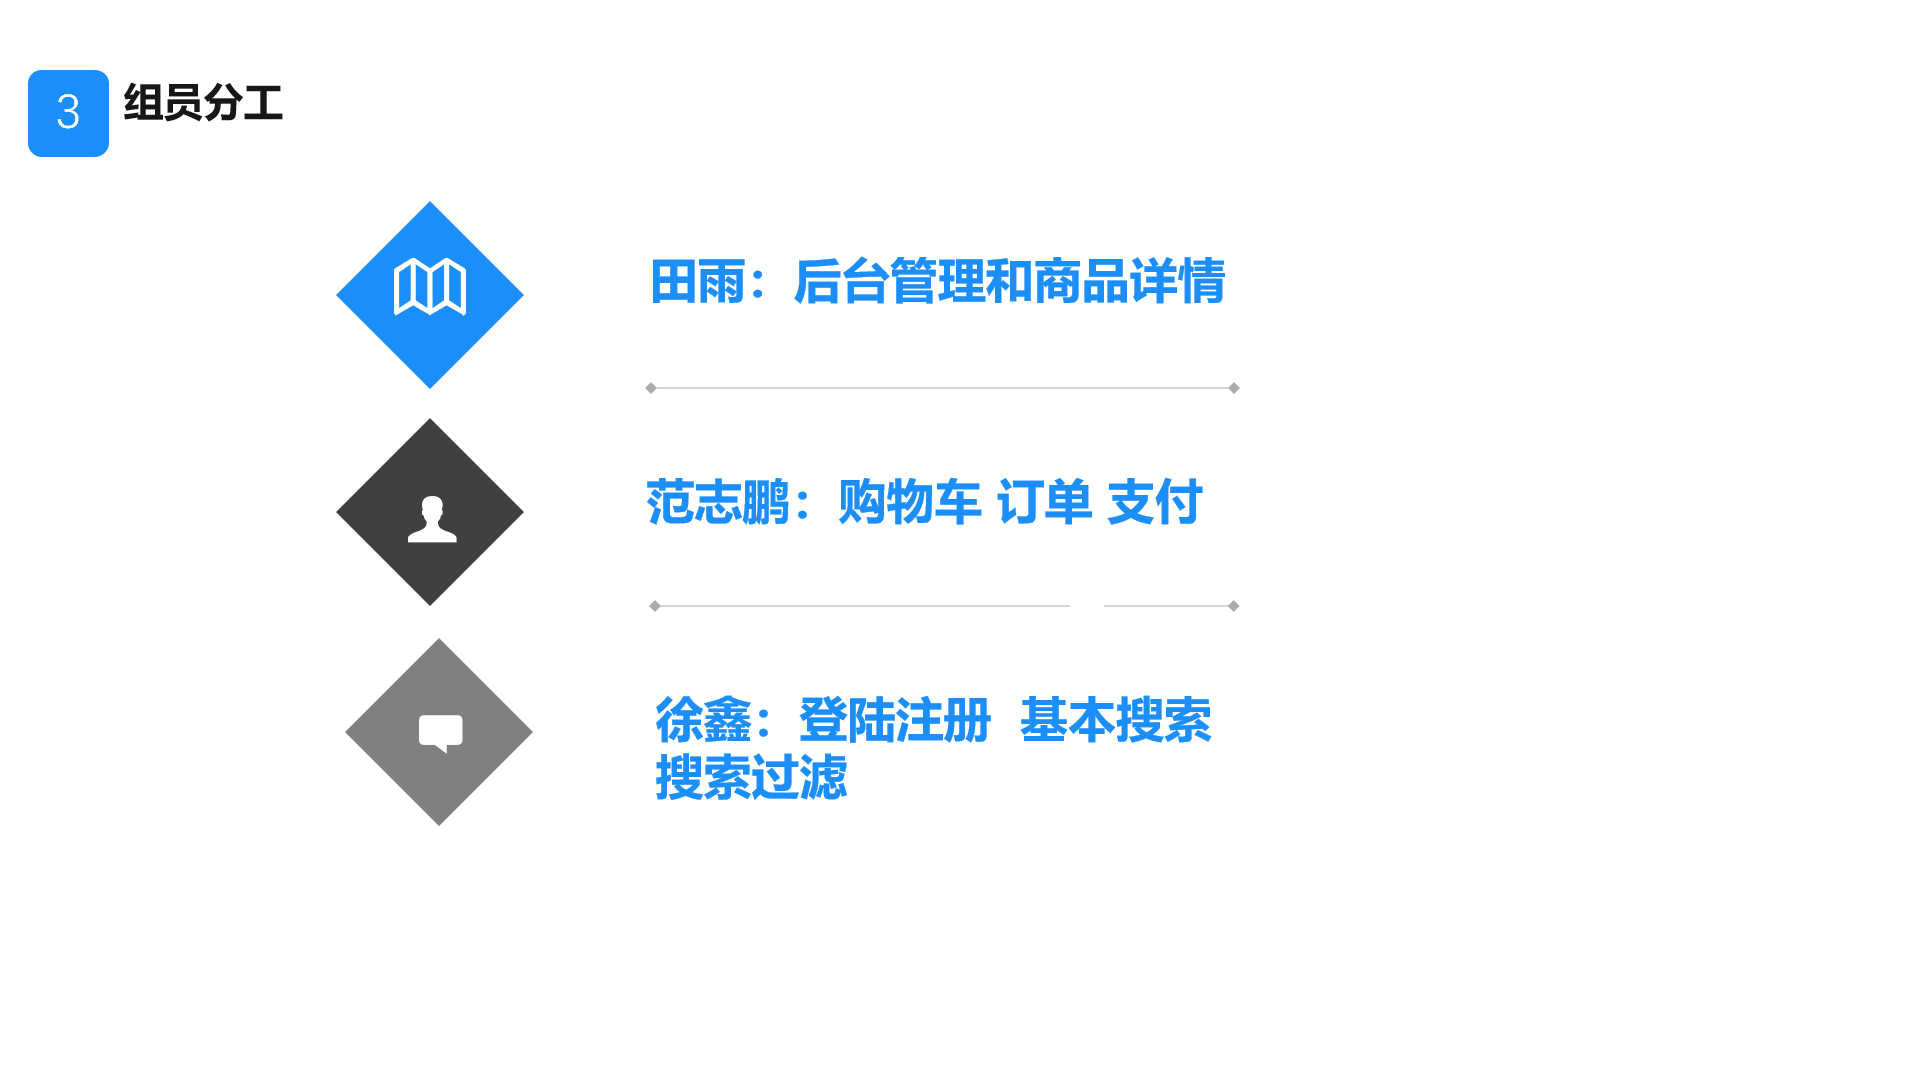 3
组员分工
田雨：后台管理和商品详情
范志鹏：购物车 订单 支付
徐鑫：登陆注册  基本搜索
搜索过滤